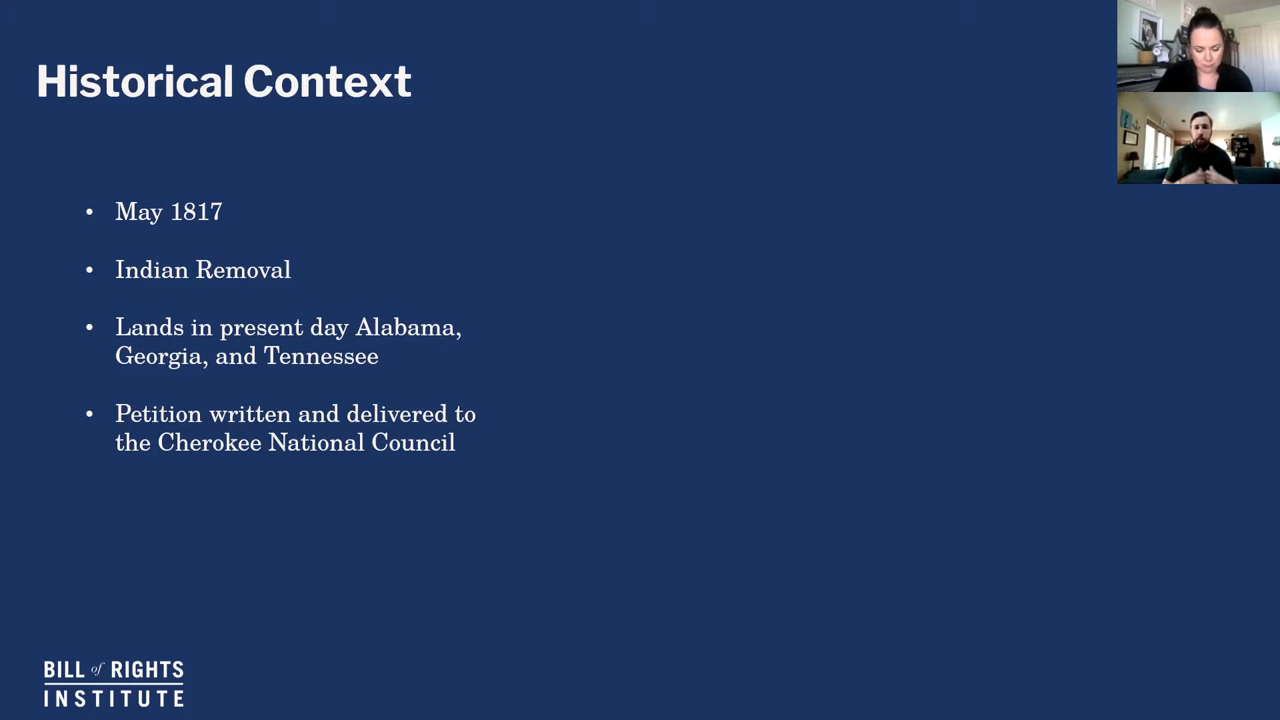 Historical Context
• May 1817
• Indian Removal
• Lands in present day Alabama,
Georgia, and Tennessee
• Petition written and delivered to
the Cherokee National Council
BILL of RIGHTS
INSTITUTE